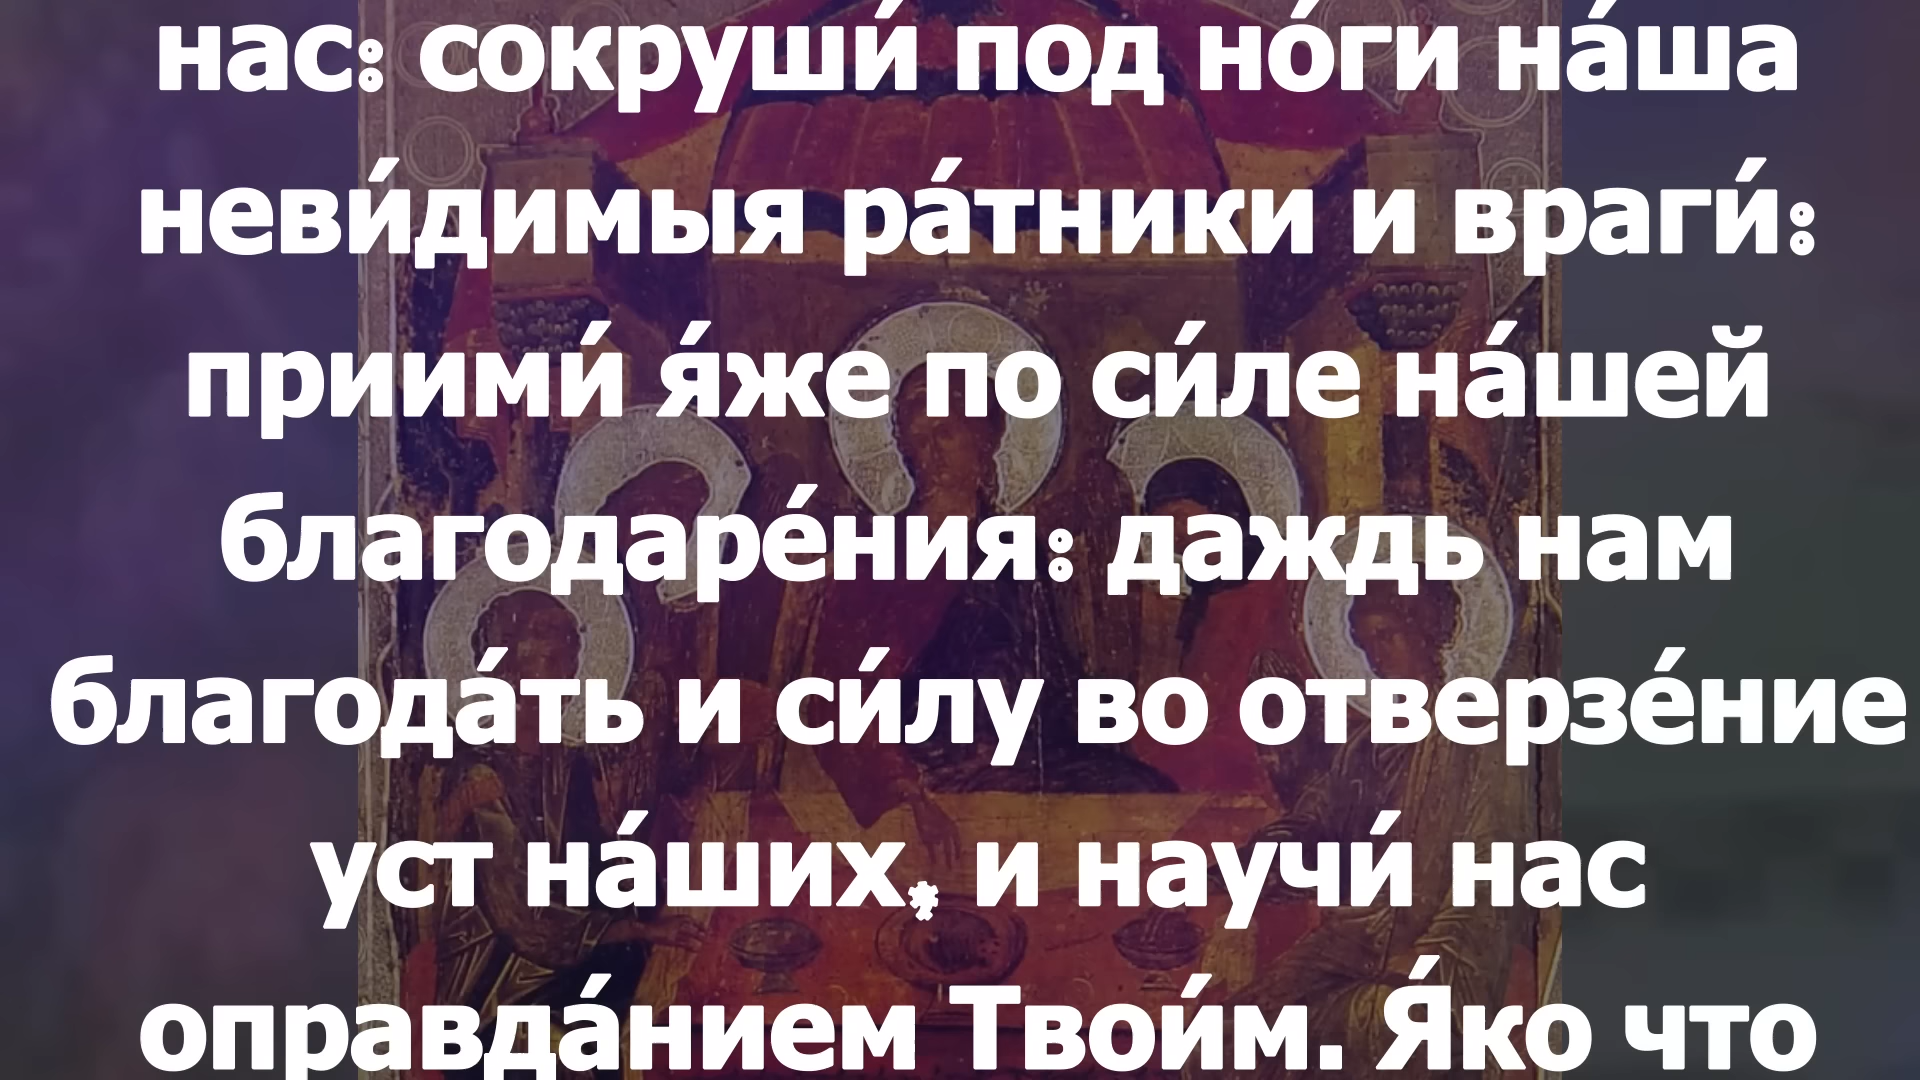 нас: сокруши́ под но́ги на́ша
неви́димыя ра́тники и враги́:
приими́ я́же по си́ле на́шей
благодаре́ния: даждь нам
благода́ть и си́лу во отверзе́ние
уст на́ших, и научи́ нас
оправда́нием Твои́м. Я́ко что